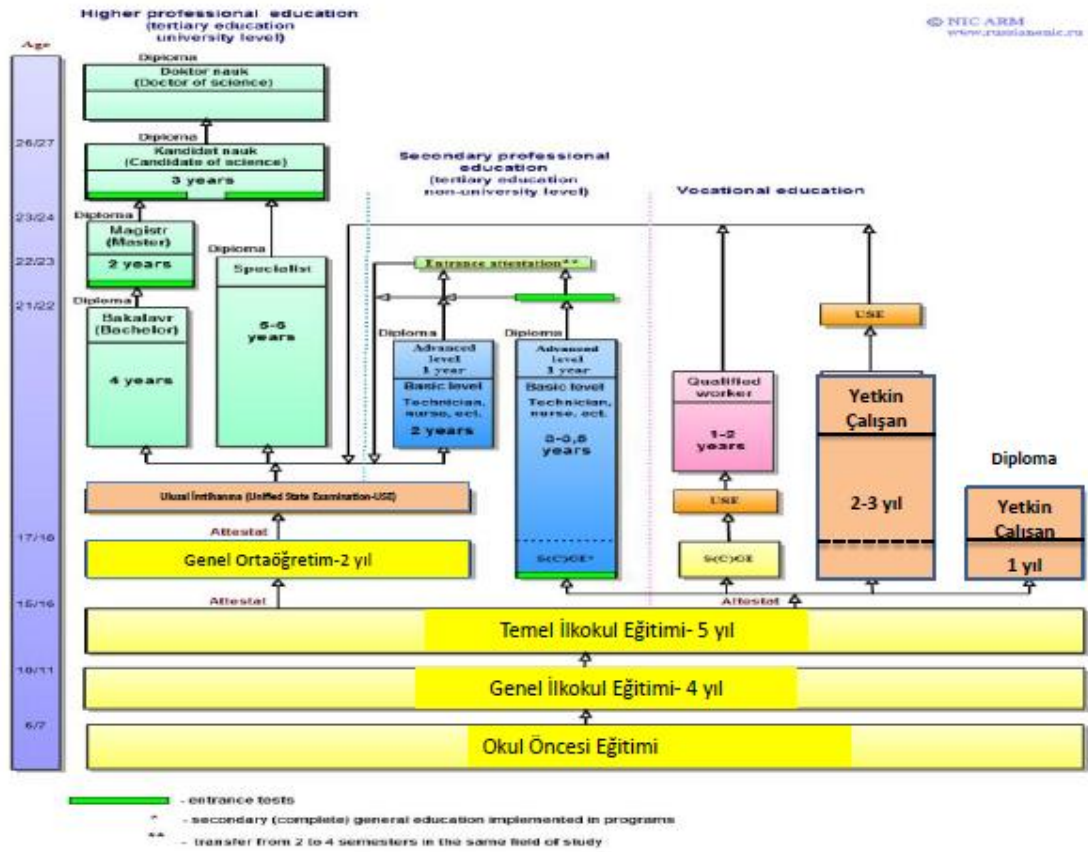 Higher professional education
(tertiary education
university level)
© NIC ARM
www.russianenic.ru
Age
Diploma
Doktor nauk
(Doctor of science)
26/27
Diploma
Kandidat nauk
(Candidate of science)
3 years
Secondary professional
education
(tertiary education
non-university level)
Vocational education
23/24
Diploma
Magistr
(Master)
2 years
22/23
Diploma
Specialist
5-6
years
Entrance attestation**
21/22
Diploma
Bakalavr
(Bachelor)
4 years
Diploma
Advanced
level
1 year
Basic level
Technician,
nurse, ect.
2 years
Diploma
Advanced
level
1 year
Basic level
Technician,
nurse, ect.
3-3,5
years
S(C)GE*
Qualified
worker
1-2
years
USE
S(C)GE
USE
Yetkin
Çalışan
2-3 yıl
Diploma
Yetkin
Çalışan
1 yıl
Ulusal İmtihanma (Unified State Examination-USE)
17/18
Attestat
Genel Ortaöğretim-2 yıl
15/16
Attestat
Attestat
Temel İlkokul Eğitimi- 5 yıl
10/11
Genel İlkokul Eğitimi- 4 yıl
6/7
Okul Öncesi Eğitimi
- entrance tests
* - secondary (complete) general education implemented in programs
** - transfer from 2 to 4 semesters in the same field of study